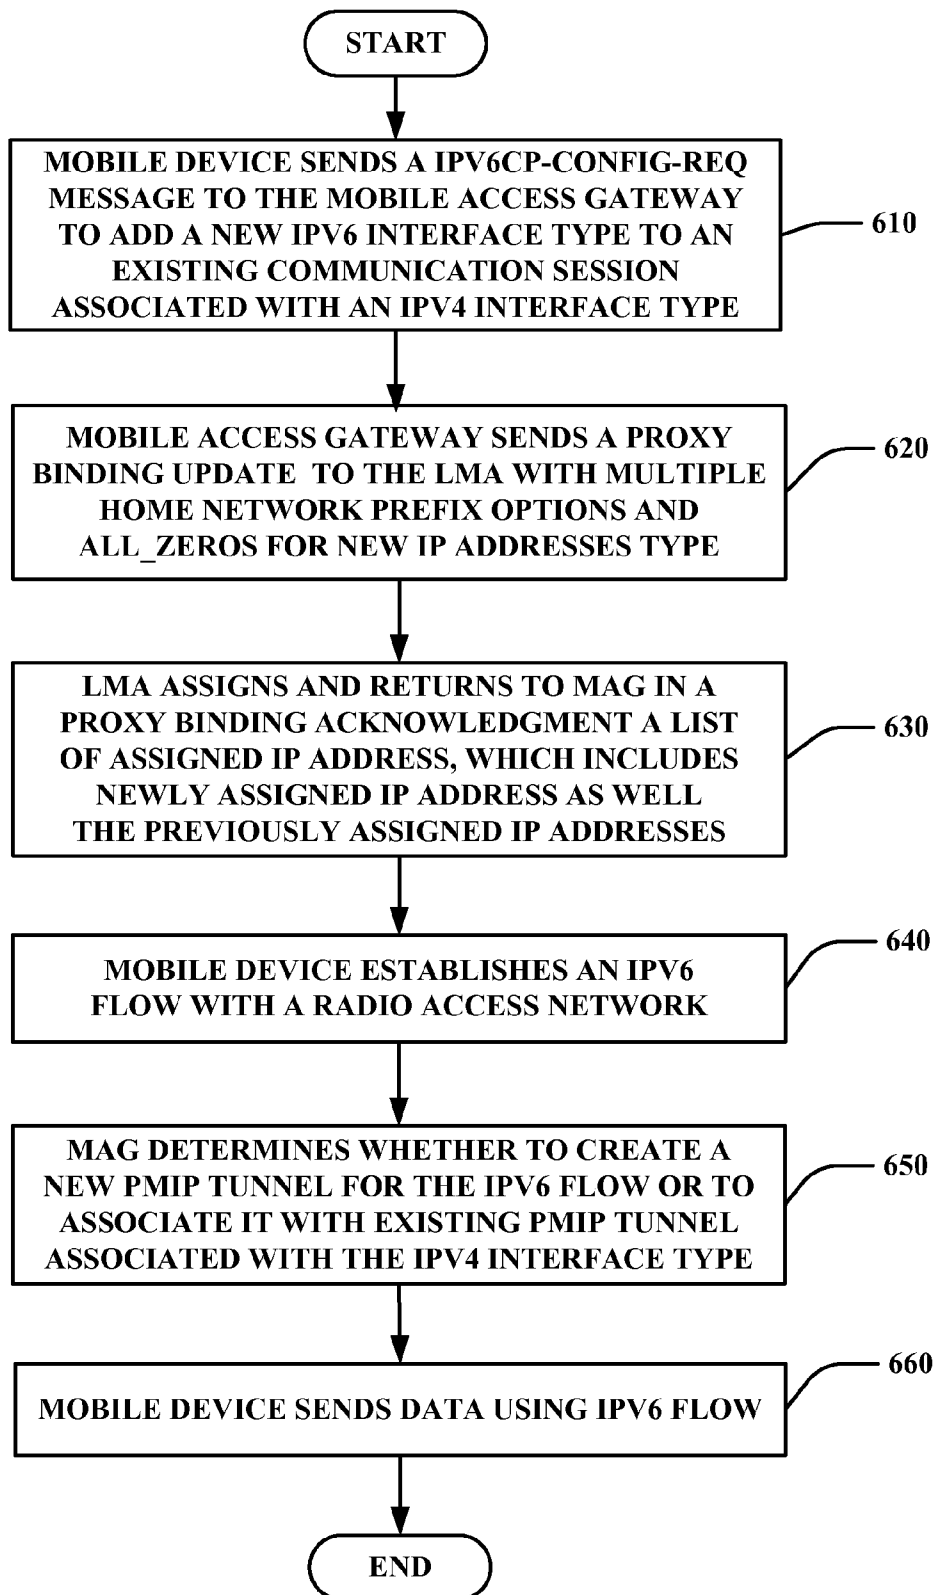 START
MOBILE DEVICE SENDS A IPV6CP-CONFIG-REQ
MESSAGE TO THE MOBILE ACCESS GATEWAY
TO ADD A NEW IPV6 INTERFACE TYPE TO AN
EXISTING COMMUNICATION SESSION
ASSOCIATED WITH AN IPV4 INTERFACE TYPE
610
MOBILE ACCESS GATEWAY SENDS A PROXY
BINDING UPDATE TO THE LMA WITH MULTIPLE
HOME NETWORK PREFIX OPTIONS AND
ALL_ZEROS FOR NEW IP ADDRESSES TYPE
620
LMA ASSIGNS AND RETURNS TO MAG IN A
PROXY BINDING ACKNOWLEDGMENT A LIST
OF ASSIGNED IP ADDRESS, WHICH INCLUDES
NEWLY ASSIGNED IP ADDRESS AS WELL
THE PREVIOUSLY ASSIGNED IP ADDRESSES
630
MOBILE DEVICE ESTABLISHES AN IPV6
FLOW WITH A RADIO ACCESS NETWORK
640
MAG DETERMINES WHETHER TO CREATE A
NEW PMIP TUNNEL FOR THE IPV6 FLOW OR TO
ASSOCIATE IT WITH EXISTING PMIP TUNNEL
ASSOCIATED WITH THE IPV4 INTERFACE TYPE
650
MOBILE DEVICE SENDS DATA USING IPV6 FLOW
660
END